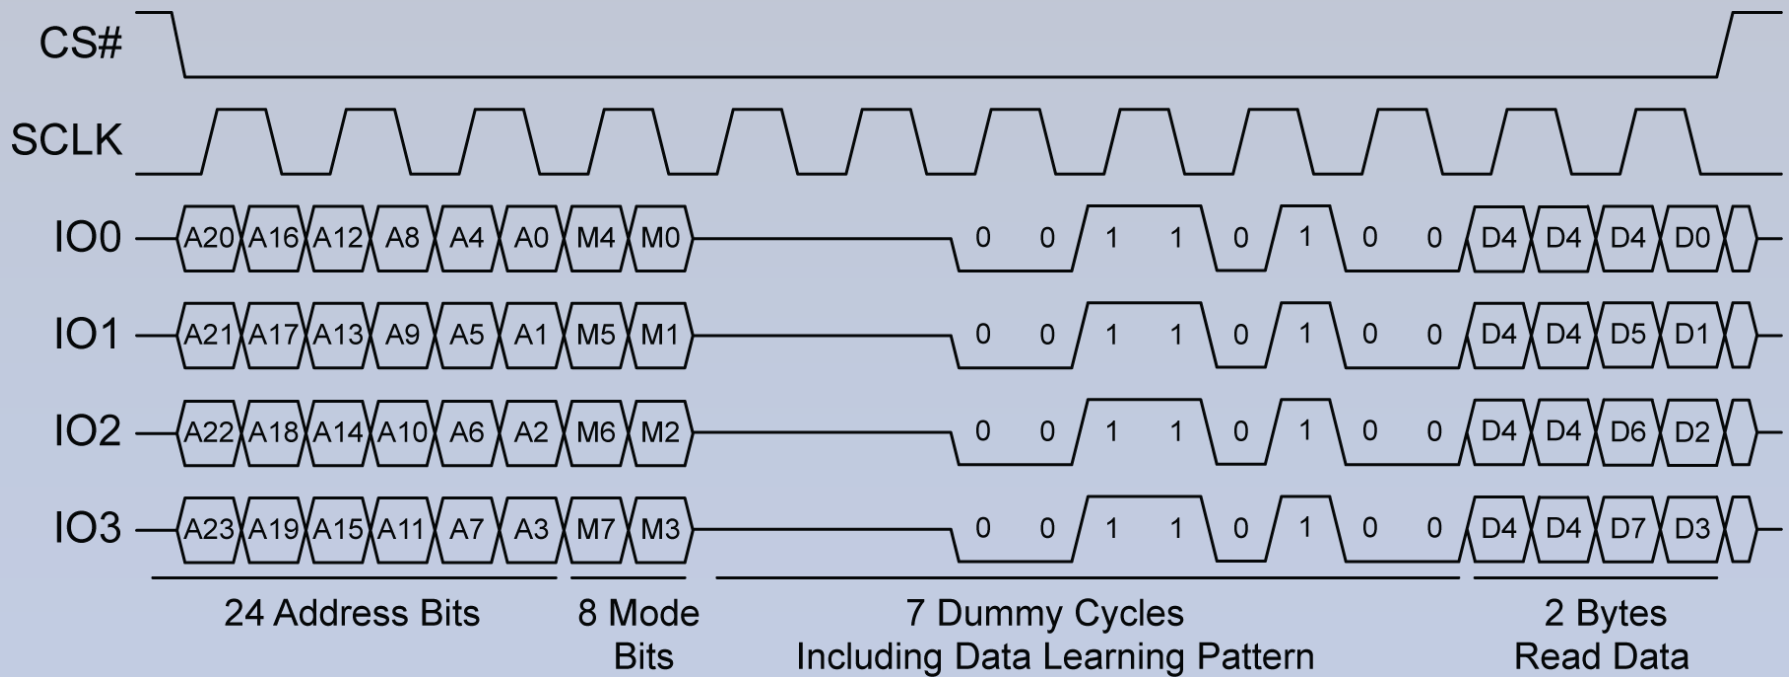 CS#
SCLK
IO0 A20 A16 A12 A8 A4 A0 M4 M0 0 0 1 1 0 1 0 0 D4 D4 D4 D0
IO1 A21 A17 A13 A9 A5 A1 M5 M1 0 0 1 1 0 1 0 0 D4 D4 D5 D1
IO2 A22 A18 A14 A10 A6 A2 M6 M2 0 0 1 1 0 1 0 0 D4 D4 D6 D2
IO3 A23 A19 A15 A11 A7 A3 M7 M3 0 0 1 1 0 1 0 0 D4 D4 D7 D3
24 Address Bits
8 Mode
Bits
7 Dummy Cycles
Including Data Learning Pattern
2 Bytes
Read Data